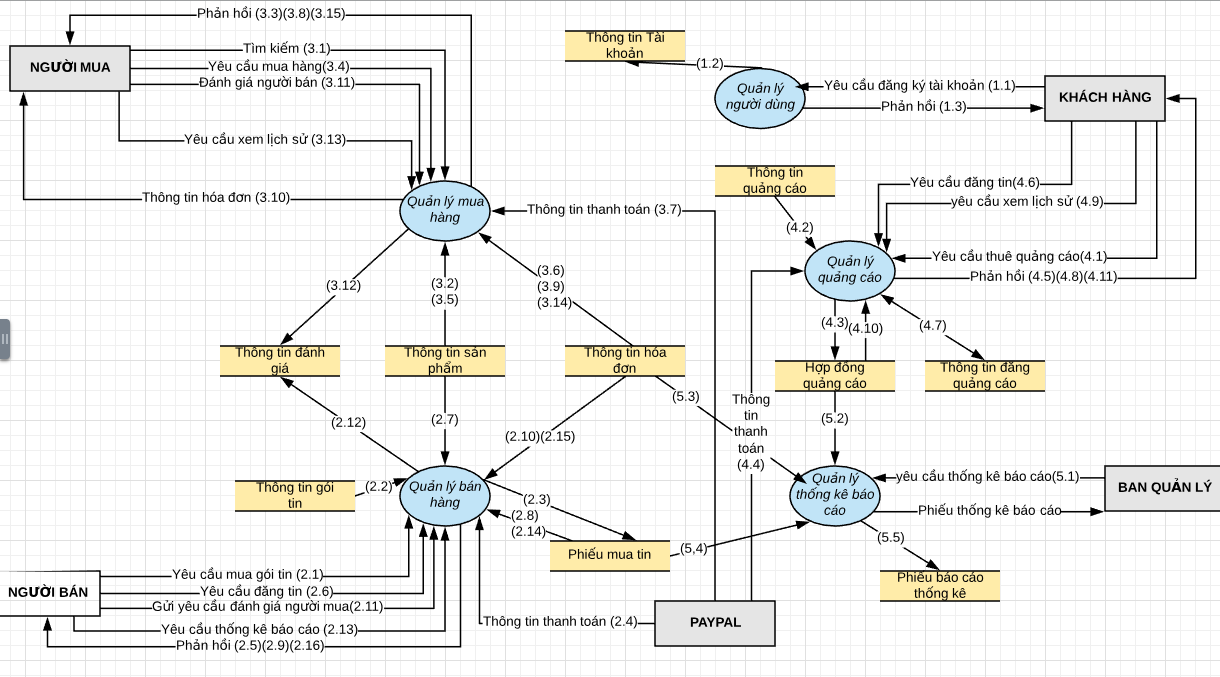 Phản hồi (3.3)(3.8)(3.15)
NGƯỜI MUA
Tìm kiếm (3.1)
Yêu cầu mua hàng(3.4)
Đánh giá người bán (3.11)
Yêu cầu xem lịch sử (3.13)
Thông tin hóa đơn (3.10)
Quản lý mua
hàng
Thông tin Tài
khoản
(1.2)
Quản lý
người dùng
Yêu cầu đăng ký tài khoản (1.1)
Phản hồi (1.3)
KHÁCH HÀNG
Thông tin
quảng cáo
(4.2)
Yêu cầu đăng tin(4.6)
yêu cầu xem lịch sử (4.9)
Thông tin thanh toán (3.7)
Quản lý
quảng cáo
Yêu cầu thuê quảng cáo(4.1)
Phản hồi (4.5)(4.8)(4.11)
(3.12)
(3.2)
(3.5)
(3.6)
(3.9)
(3.14)
(4.3)
(4.10)
(4.7)
Thông tin đánh
giá
Thông tin sản
phẩm
Thông tin hóa
đơn
Hợp đồng
quảng cáo
Thông tin đăng
quảng cáo
(5.3)
Thông
tin
thanh
toán
(4.4)
(5.2)
(2.12)
(2.7)
(2.10)(2.15)
Thông tin gói
tin
(2.2)
Quản lý bán
hàng
(2.3)
(2.8)
(2.14)
Phiếu mua tin
(5,4)
Quản lý
thống kê báo
cáo
yêu cầu thống kê báo cáo(5.1)
Phiếu thống kê báo cáo
BAN QUẢN LÝ
(5.5)
Phiếu báo cáo
thống kê
NGƯỜI BÁN
Yêu cầu mua gói tin (2.1)
Yêu cầu đăng tin (2.6)
Gửi yêu cầu đánh giá người mua(2.11)
Yêu cầu thống kê báo cáo (2.13)
Phản hồi (2.5)(2.9)(2.16)
Thông tin thanh toán (2.4)
PAYPAL